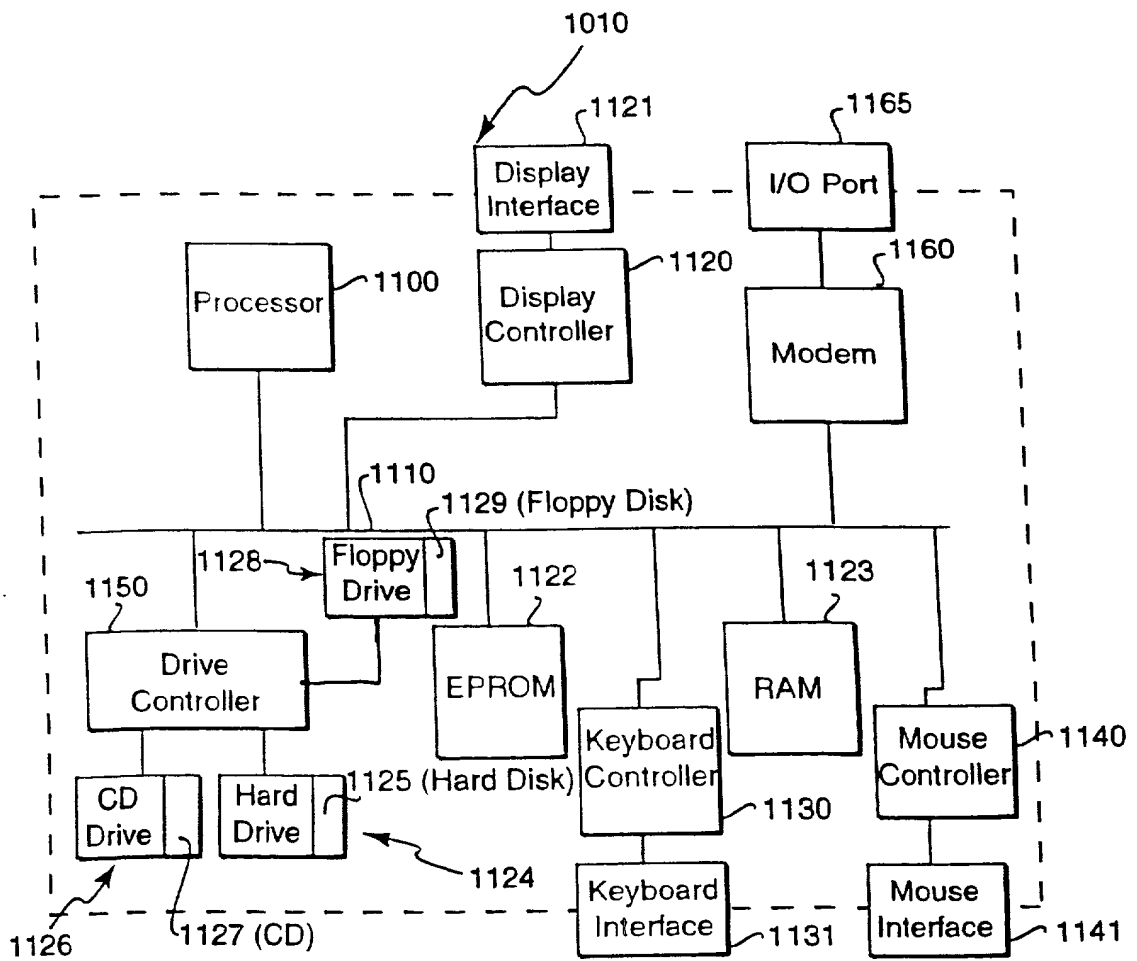 1010
1121
1165
Display
Interface
I/O Port
1100
1120
1160
Processor
Display
Controller
Modem
1110
1129 (Floppy Disk)
1128
Floppy
Drive
1150
1122
1123
Drive
Controller
EPROM
RAM
Keyboard
Controller
Mouse
Controller
1140
CD
Drive
Hard
Drive
1125 (Hard Disk)
1130
1124
Keyboard
Interface
Mouse
Interface
1126
1127 (CD)
1131
1141